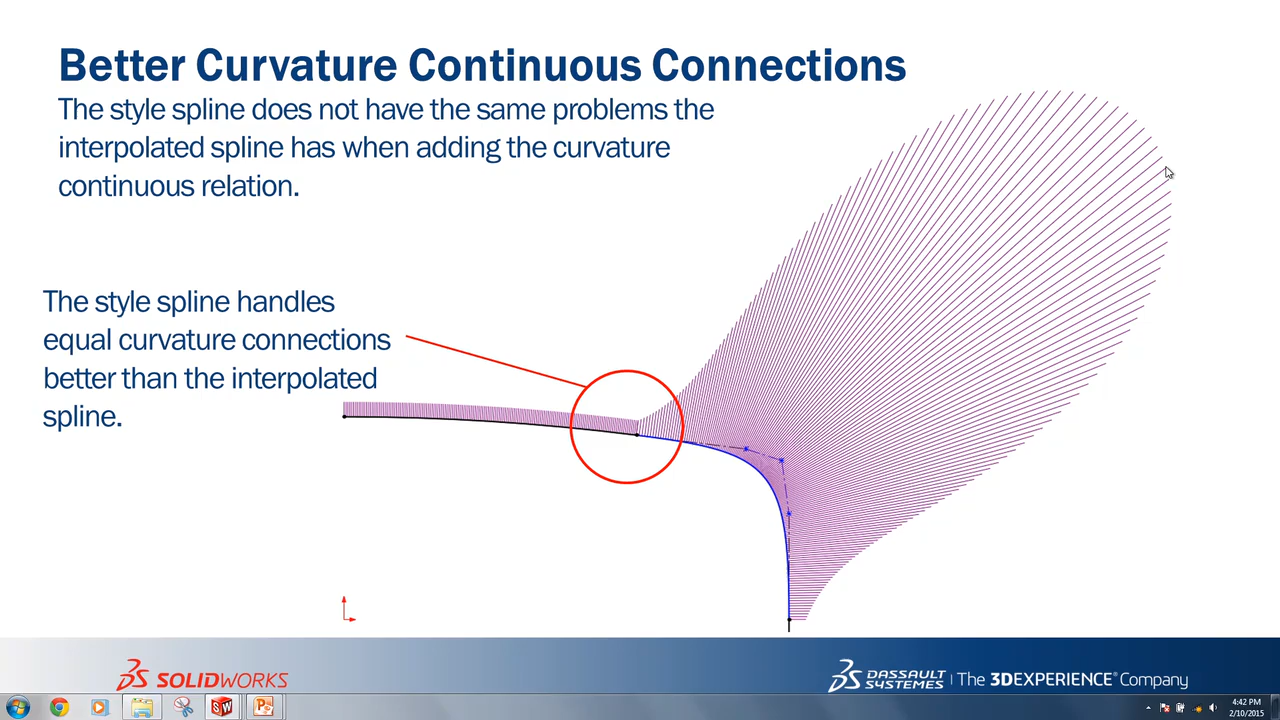 Better Curvature Continuous Connections
The style spline does not have the same problems the
interpolated spline has when adding the curvature
continuous relation.
The style spline handles
equal curvature connections
better than the interpolated
spline.
SOLIDWORKS
DASSAULT
SYSTEMES | The 3DEXPERIENCE® Company
4:42 PM
2/10/2015